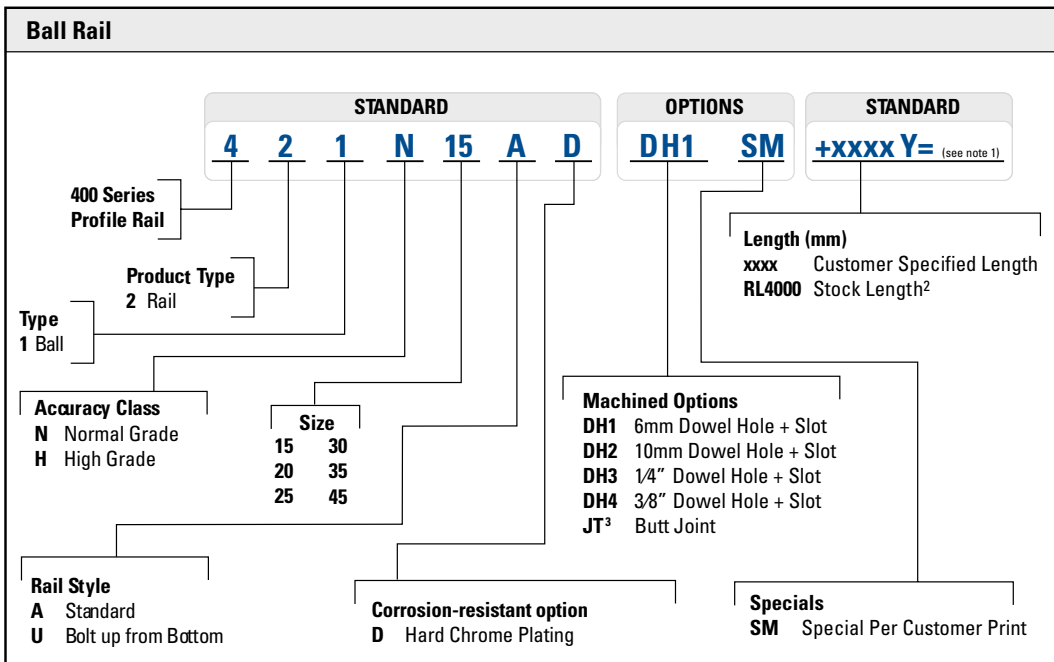 Ball Rail
STANDARD OPTIONS STANDARD
4 2 1 N 15 A D DH1 SM +xxxx Y= (see note 1)
400 Series
Profile Rail
Product Type
2 Rail
Type
1 Ball
Length (mm)
xxxx Customer Specified Length
RL4000 Stock Length²
Accuracy Class
N Normal Grade
H High Grade
Size
15 30
20 35
25 45
Machined Options
DH1 6mm Dowel Hole + Slot
DH2 10mm Dowel Hole + Slot
DH3 1/4” Dowel Hole + Slot
DH4 3/8” Dowel Hole + Slot
JT³ Butt Joint
Rail Style
A Standard
U Bolt up from Bottom
Corrosion-resistant option
D Hard Chrome Plating
Specials
SM Special Per Customer Print